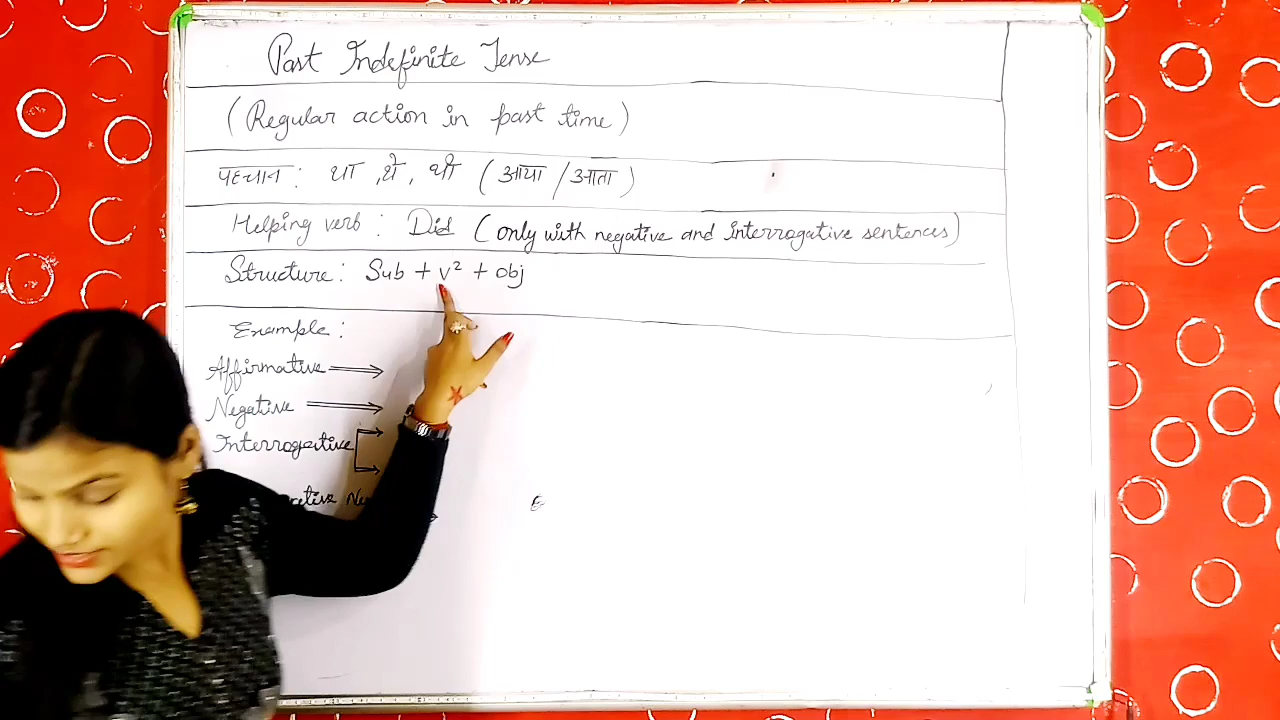 Past Indefinite Tense
(Regular action in past time)
पहचान : था ,थे, थी (आया /आता)
Helping verb : Did (only with negative and interrogative sentences)
Structure : Sub + v² + obj
Example :
Affirmative
Negative
Interrogative